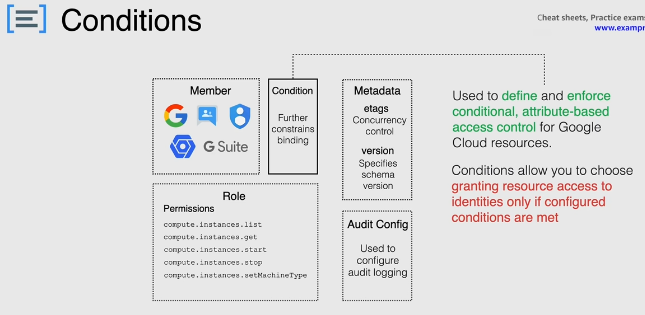 Conditions
Cheat sheets, Practice exams
www.exampr
Member
G Suite
Condition
Further
constrains
binding
Metadata
etags
Concurrency
control
version
Specifies
schema
version
Role
Permissions
compute.instances.list
compute.instances.get
compute.instances.start
compute.instances.stop
compute.instances.setMachineType
Audit Config
Used to
configure
audit logging
Used to define and enforce
conditional, attribute-based
access control for Google
Cloud resources.
Conditions allow you to choose
granting resource access to
identities only if configured
conditions are met